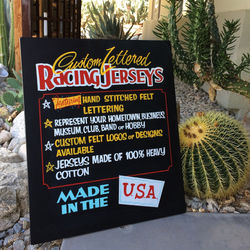 Custom Lettered
RACING JERSEYS
HAND STITCHED FELT
LETTERING
REPRESENT YOUR HOMETOWN BUSINESS
MUSEUM, CLUB, BAND or HOBBY
CUSTOM FELT LOGOS or DESIGNS
AVAILABLE
JERSEYS MADE OF 100% HEAVY
COTTON
MADE
IN THE
USA